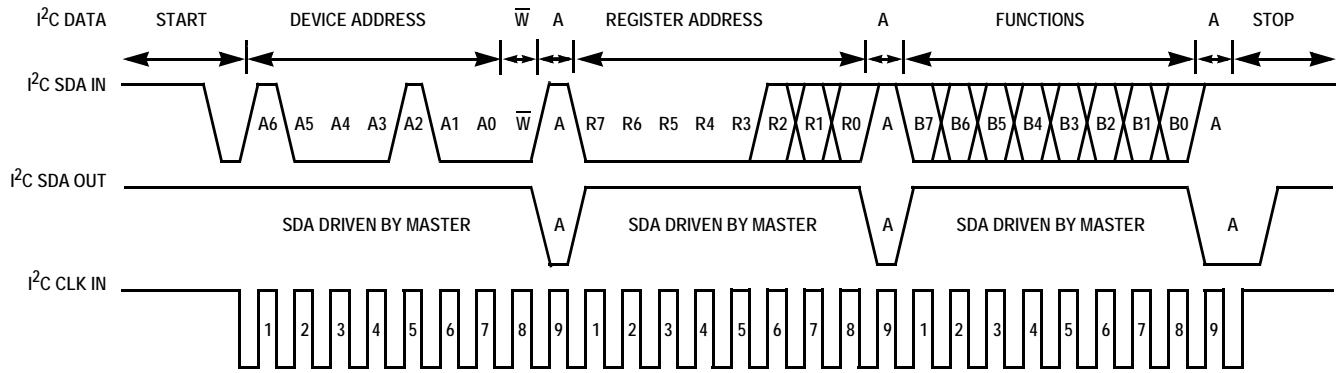 I²C DATA START DEVICE ADDRESS W̅ A REGISTER ADDRESS A FUNCTIONS A STOP
I²C SDA IN
A6 A5 A4 A3 A2 A1 A0 W̅ A R7 R6 R5 R4 R3 R2 R1 R0 A B7 B6 B5 B4 B3 B2 B1 B0 A
I²C SDA OUT
SDA DRIVEN BY MASTER A SDA DRIVEN BY MASTER A SDA DRIVEN BY MASTER A
I²C CLK IN
1 2 3 4 5 6 7 8 9 1 2 3 4 5 6 7 8 9 1 2 3 4 5 6 7 8 9